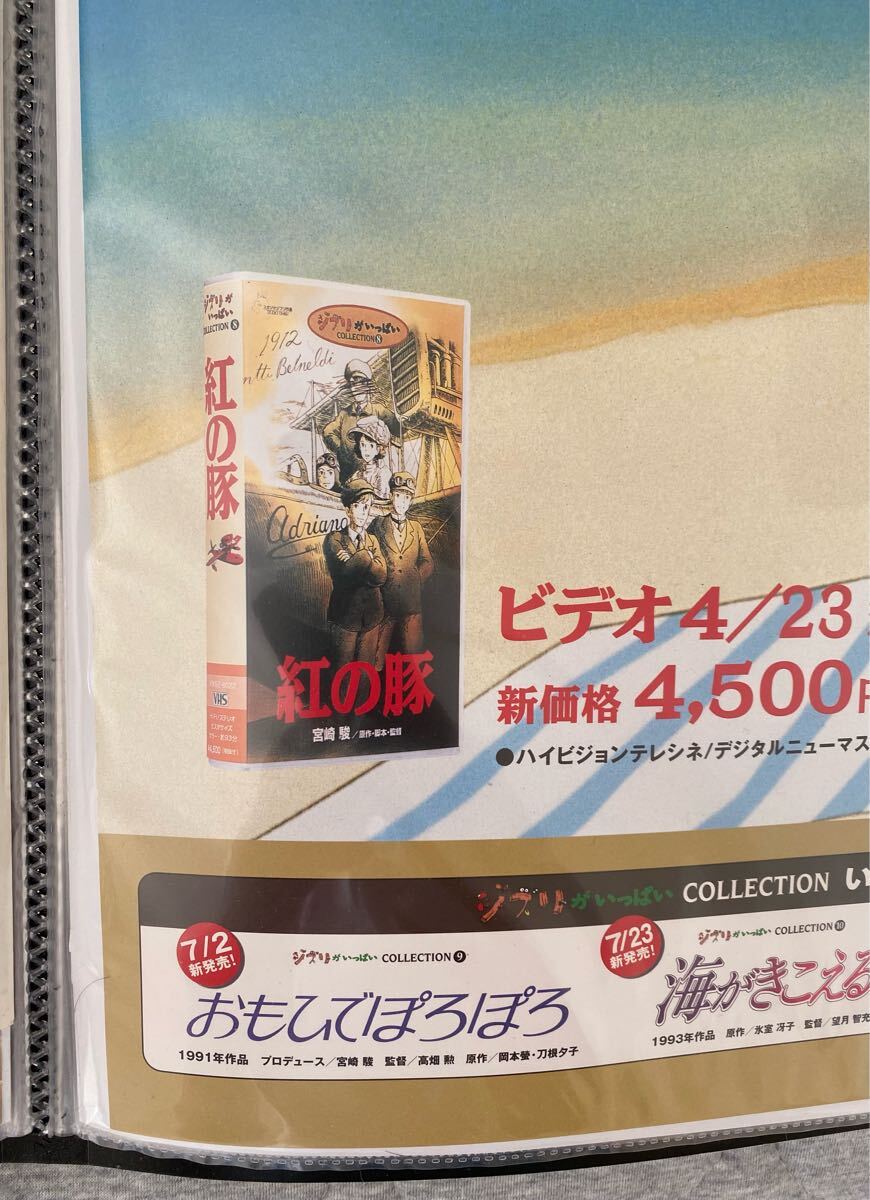 ジブリが
いっぱい
COLLECTION 8
紅の豚
VHS
ジブリがいっぱい
COLLECTION 8
1912
Adriano
紅の豚
宮崎 駿／原作・脚本・監督
ビデオ 4/23
新価格 4,500
●ハイビジョンテレシネ/デジタルニューマス
ジブリがいっぱい COLLECTION い
7/2
新発売!
ジブリがいっぱい COLLECTION 9
おもひでぽろぽろ
1991年作品 プロデュース／宮崎 駿 監督／高畑 勲 原作／岡本螢・刀根夕子
7/23
新発売!
ジブリがいっぱい COLLECTION 10
海がきこえる
1993年作品 原作／氷室 冴子 監督／望月 智充